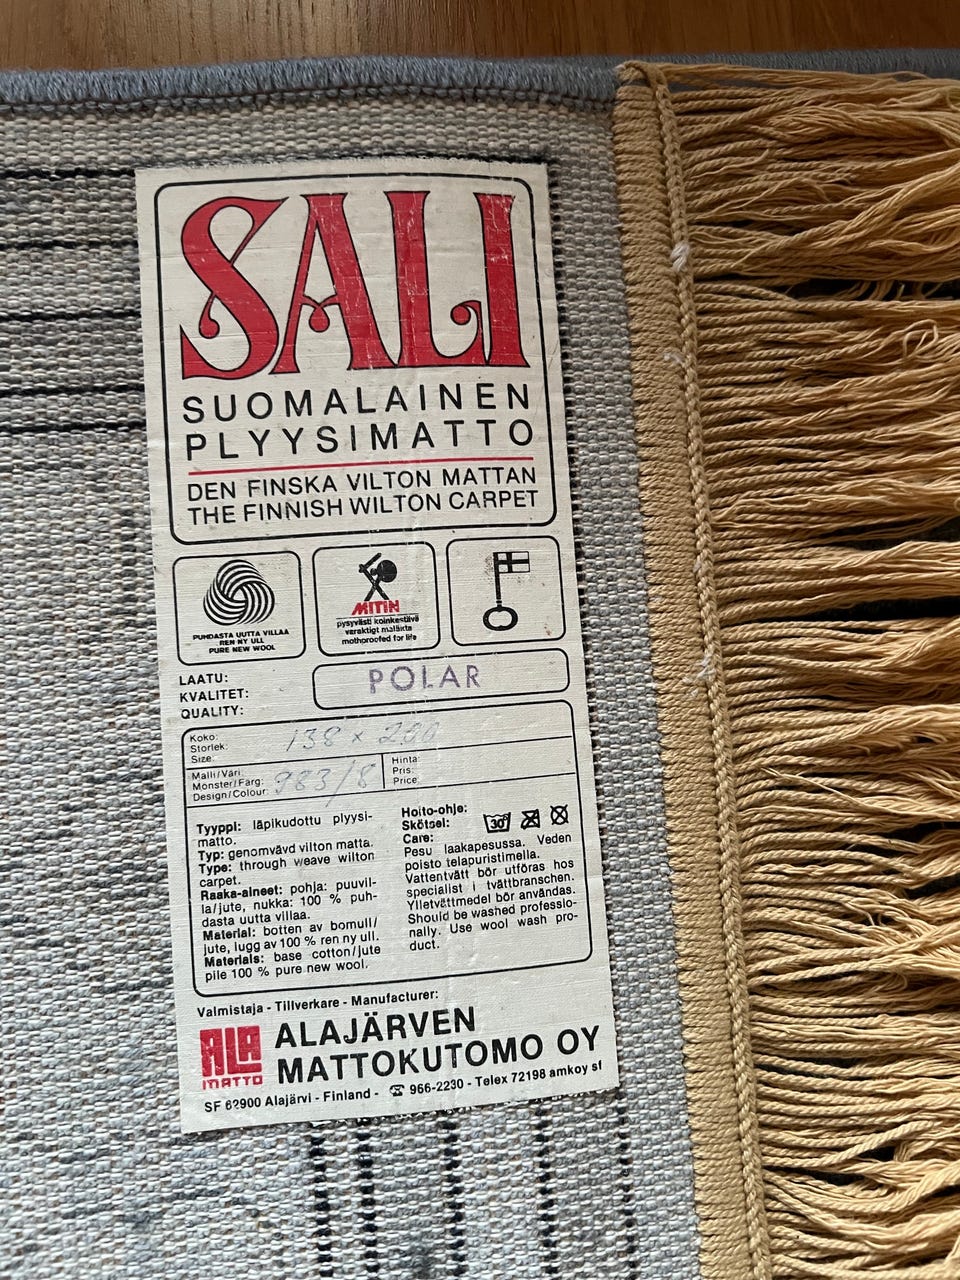 SALI
SUOMALAINEN
PLYYSIMATTO
DEN FINSKA VILTON MATTAN
THE FINNISH WILTON CARPET
PUHDASTA UUTTA VILLAA
REN NY ULL
PURE NEW WOOL
MITIN
pysyvästi koinkestävä
varaktigt maläkta
mothproofed for life
LAATU:
KVALITET:
QUALITY:
POLAR
Koko:
Storlek:
Size:
138 x 200
Malli/Väri:
Mönster/Färg:
Design/Colour:
983/8
Hinta:
Pris:
Price:
Tyyppi: läpikudottu plyysi-
matto.
Typ: genomvävd vilton matta.
Type: through weave wilton
carpet.
Raaka-aineet: pohja: puuvil-
la/jute, nukka: 100 % puh-
dasta uutta villaa.
Material: botten av bomull/
jute, lugg av 100 % ren ny ull.
Materials: base cotton/jute
pile 100 % pure new wool.
Hoito-ohje:
Skötsel:
Care:
30°
Pesu laakapesussa. Veden
poisto telapuristimella.
Vattentvätt bör utföras hos
specialist i tvättbranschen.
Ylletvättmedel bör användas.
Should be washed professio-
nally. Use wool wash pro-
duct.
Valmistaja - Tillverkare - Manufacturer:
ALA
MATTO
ALAJÄRVEN
MATTOKUTOMO OY
SF 62900 Alajärvi - Finland - ☎ 966-2230 - Telex 72198 amkoy sf